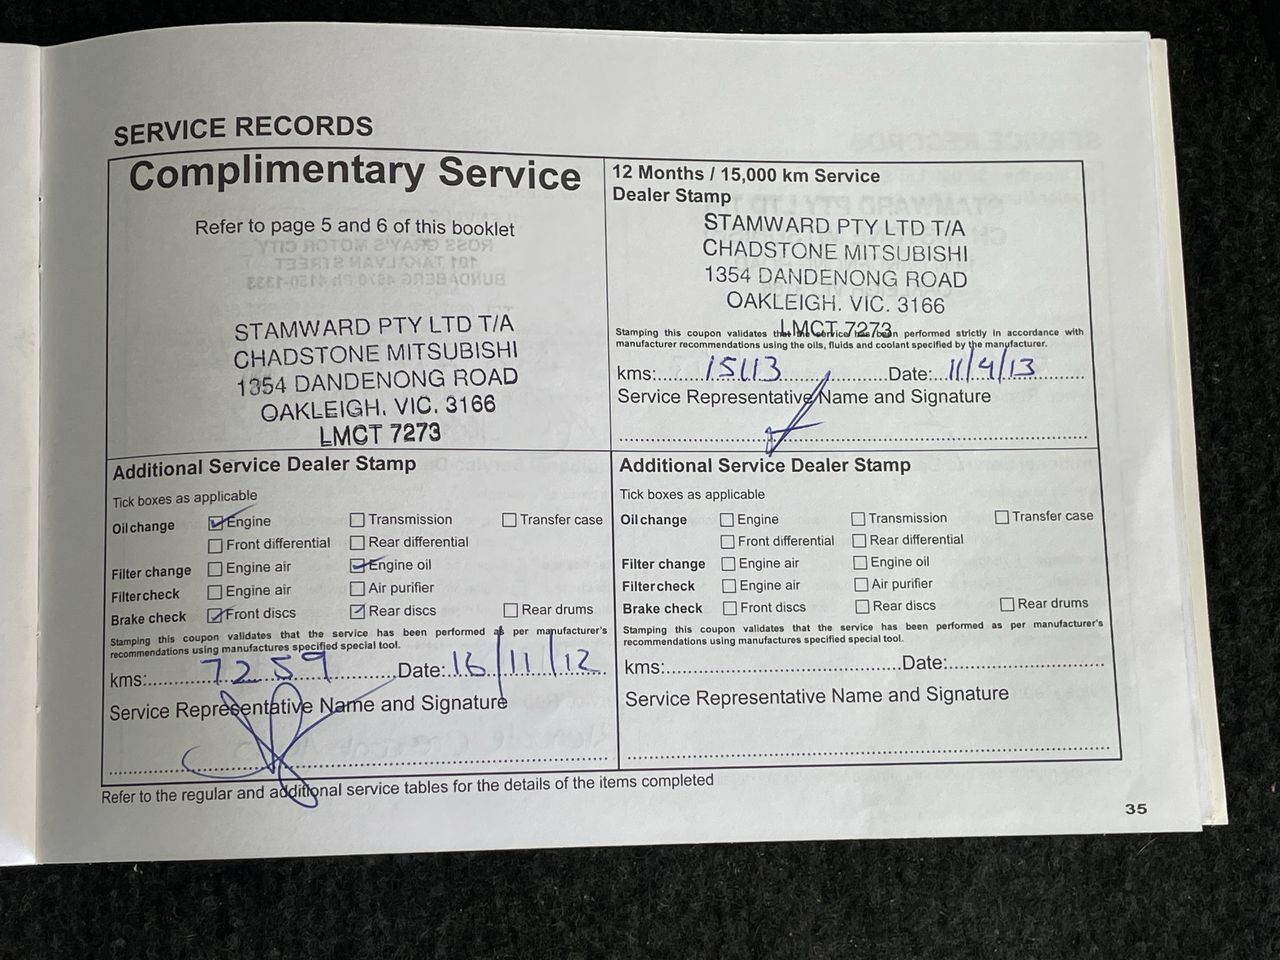 SERVICE RECORDS
Complimentary Service
Refer to page 5 and 6 of this booklet
STAMWARD PTY LTD T/A
CHADSTONE MITSUBISHI
1354 DANDENONG ROAD
OAKLEIGH. VIC. 3166
LMCT 7273
12 Months / 15,000 km Service
Dealer Stamp
STAMWARD PTY LTD T/A
CHADSTONE MITSUBISHI
1354 DANDENONG ROAD
OAKLEIGH. VIC. 3166
LMCT 7273
Stamping this coupon validates that the service has been performed strictly in accordance with
manufacturer recommendations using the oils, fluids and coolant specified by the manufacturer.
kms: 15113 Date: 11/4/13
Service Representative Name and Signature
Additional Service Dealer Stamp
Tick boxes as applicable
Oil change Engine Transmission Transfer case
Front differential Rear differential
Filter change Engine air Engine oil
Filter check Engine air Air purifier
Brake check Front discs Rear discs Rear drums
Stamping this coupon validates that the service has been performed as per manufacturer's
recommendations using manufactures specified special tool.
kms: 7259 Date: 16/11/12
Service Representative Name and Signature
Additional Service Dealer Stamp
Tick boxes as applicable
Oil change Engine Transmission Transfer case
Front differential Rear differential
Filter change Engine air Engine oil
Filter check Engine air Air purifier
Brake check Front discs Rear discs Rear drums
Stamping this coupon validates that the service has been performed as per manufacturer's
recommendations using manufactures specified special tool.
kms: Date:
Service Representative Name and Signature
Refer to the regular and additional service tables for the details of the items completed
35